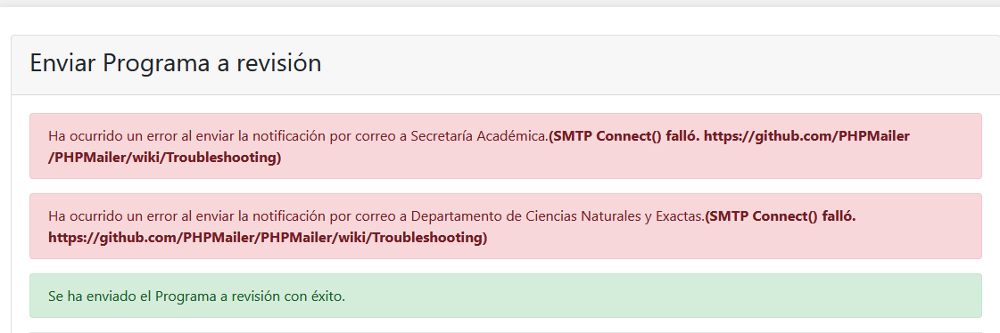 Enviar Programa a revisión
Ha ocurrido un error al enviar la notificación por correo a Secretaría Académica.(SMTP Connect() falló. https://github.com/PHPMailer
/PHPMailer/wiki/Troubleshooting)
Ha ocurrido un error al enviar la notificación por correo a Departamento de Ciencias Naturales y Exactas.(SMTP Connect() falló.
https://github.com/PHPMailer/PHPMailer/wiki/Troubleshooting)
Se ha enviado el Programa a revisión con éxito.